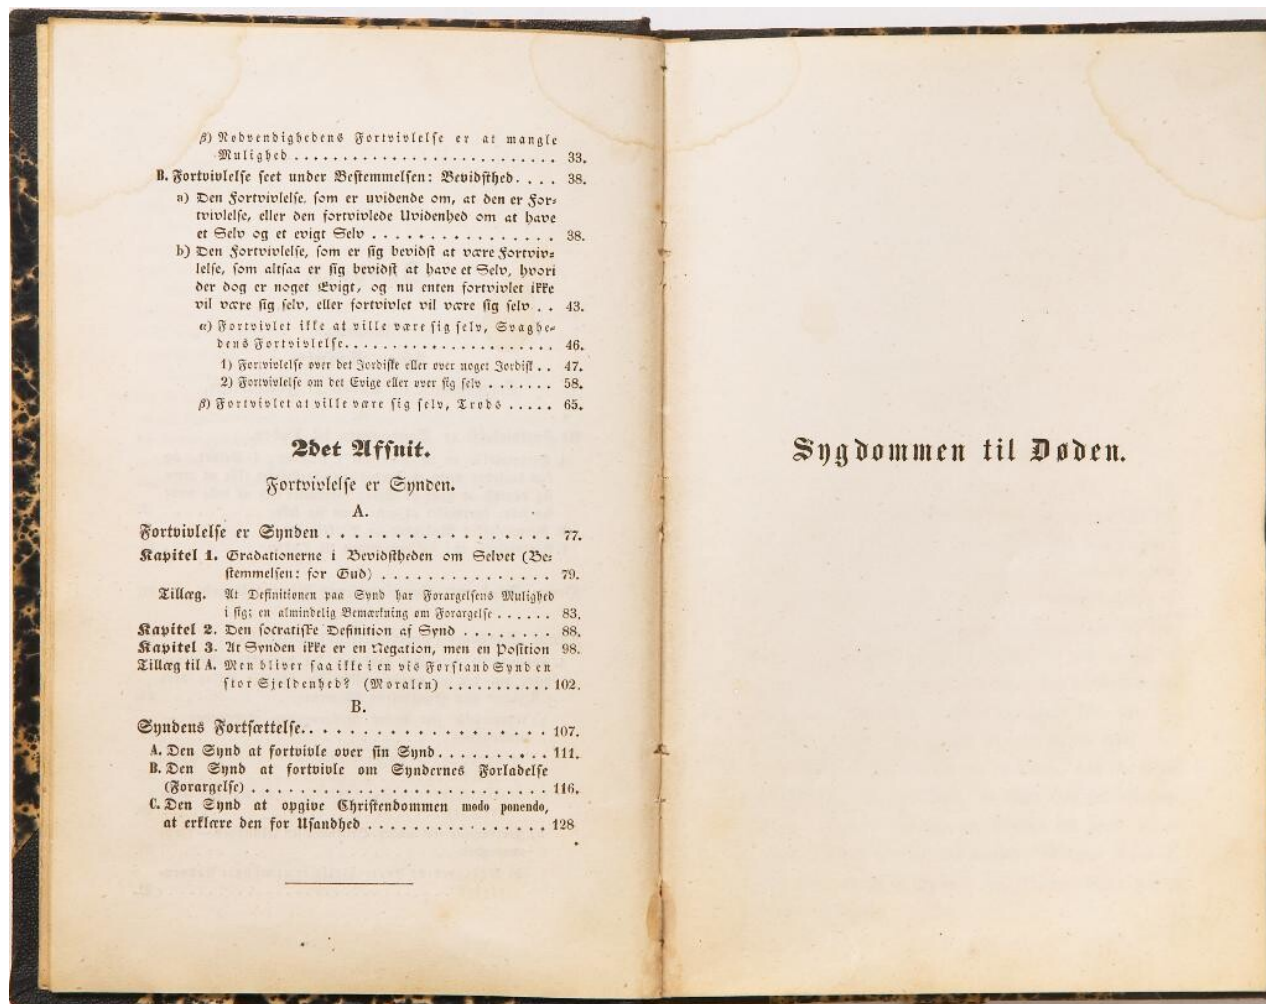 β) Nødvendighedens Fortvivlelse er at mangle
Mulighed . . . . . . . . . . . . . . . . . . . . . . . . . . . 33.
B. Fortvivlelse seet under Bestemmelsen: Bevidsthed. . . . 38.
a) Den Fortvivlelse, som er uvidende om, at den er For-
tvivlelse, eller den fortvivlede Uvidenhed om at have
et Selv og et evigt Selv . . . . . . . . . . . . . . . . 38.
b) Den Fortvivlelse, som er sig bevidst at være Fortviv-
lelse, som altsaa er sig bevidst at have et Selv, hvori
der dog er noget Evigt, og nu enten fortvivlet ikke
vil være sig selv, eller fortvivlet vil være sig selv . . 43.
α) Fortvivlet ikke at ville være sig selv, Svaghe-
dens Fortvivlelse. . . . . . . . . . . . . . . . . . . . . . 46.
1) Fortvivlelse over det Jordiske eller over noget Jordisk . . 47.
2) Fortvivlelse om det Evige eller over sig selv . . . . . . . 58.
β) Fortvivlet at ville være sig selv, Trods . . . . . 65.
2det Afsnit.
Fortvivlelse er Synden.
A.
Fortvivlelse er Synden . . . . . . . . . . . . . . . . . . 77.
Kapitel 1. Gradationerne i Bevidstheden om Selvet (Be-
stemmelsen: for Gud) . . . . . . . . . . . . . . . 79.
Tillæg. At Definitionen paa Synd har Forargelsens Mulighed
i sig; en almindelig Bemærkning om Forargelse . . . . . . 83.
Kapitel 2. Den socratiske Definition af Synd . . . . . . . . 88.
Kapitel 3. At Synden ikke er en Negation, men en Position 98.
Tillæg til A. Men bliver saa ikke i en vis Forstand Synd en
stor Sjeldenhed? (Moralen) . . . . . . . . . . . 102.
B.
Syndens Fortsættelse. . . . . . . . . . . . . . . . . . . . 107.
A. Den Synd at fortvivle over sin Synd. . . . . . . . . . 111.
B. Den Synd at fortvivle om Syndernes Forladelse
(Forargelse) . . . . . . . . . . . . . . . . . . . . . . . . . 116.
C. Den Synd at opgive Christendommen modo ponendo,
at erklære den for Usandhed . . . . . . . . . . . . . . . . 128
Sygdommen til Døden.